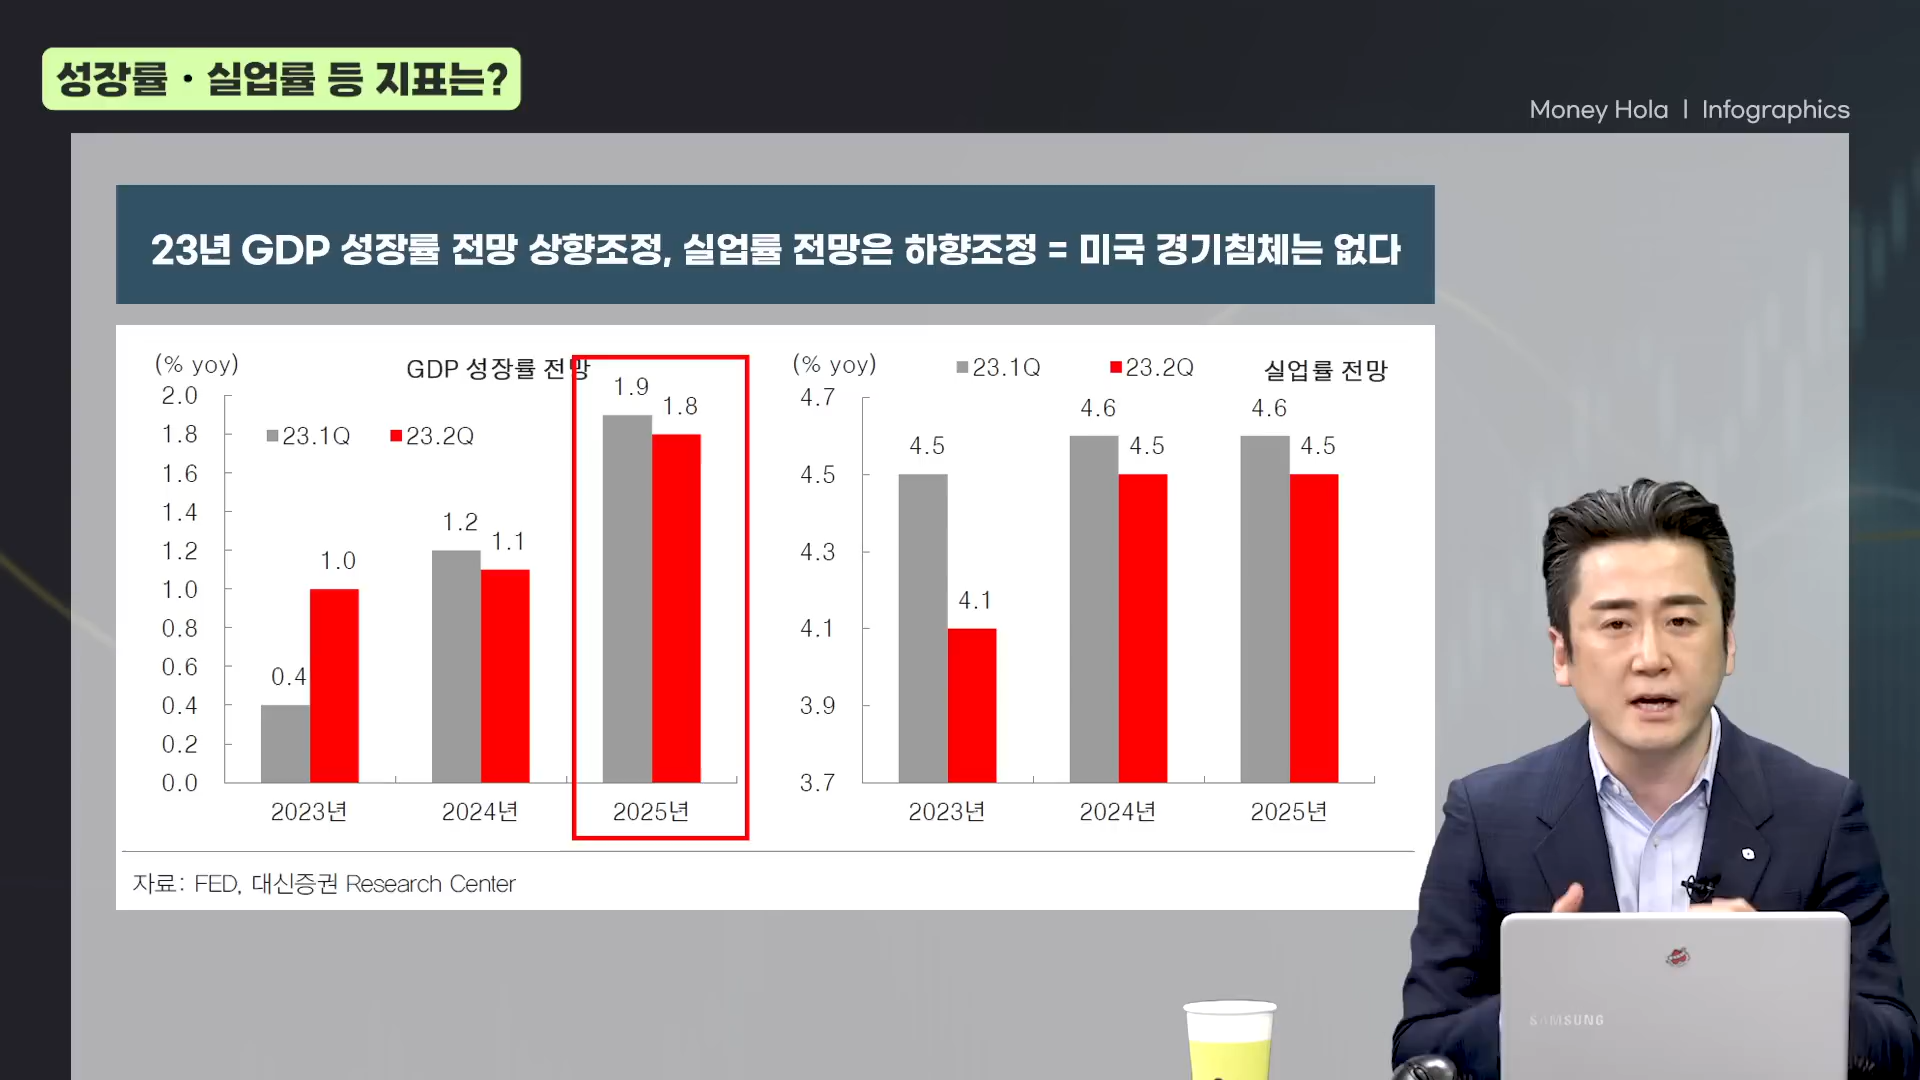 성장률 · 실업률 등 지표는?
Money Hola | Infographics
23년 GDP 성장률 전망 상향조정, 실업률 전망은 하향조정 = 미국 경기침체는 없다
(% yoy)
GDP 성장률 전망
2.0
1.8
1.6
1.4
1.2
1.0
0.8
0.6
0.4
0.2
0.0
23.1Q 23.2Q
0.4
1.0
1.2
1.1
1.9
1.8
2023년 2024년 2025년
(% yoy)
23.1Q 23.2Q
실업률 전망
4.7
4.5
4.3
4.1
3.9
3.7
4.5
4.1
4.6
4.5
4.6
4.5
2023년 2024년 2025년
자료: FED, 대신증권 Research Center
SAMSUNG